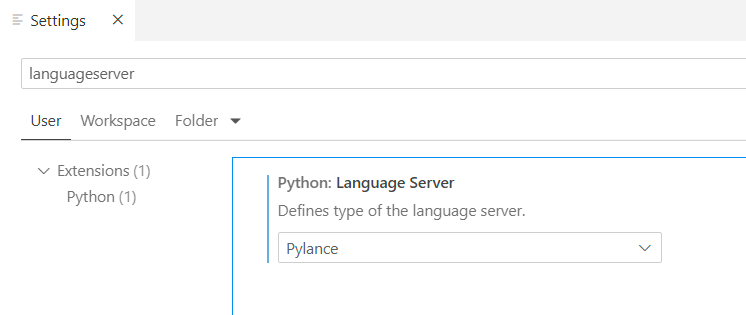 Settings
languageserver
User Workspace Folder
Extensions (1)
Python (1)
Python: Language Server
Defines type of the language server.
Pylance